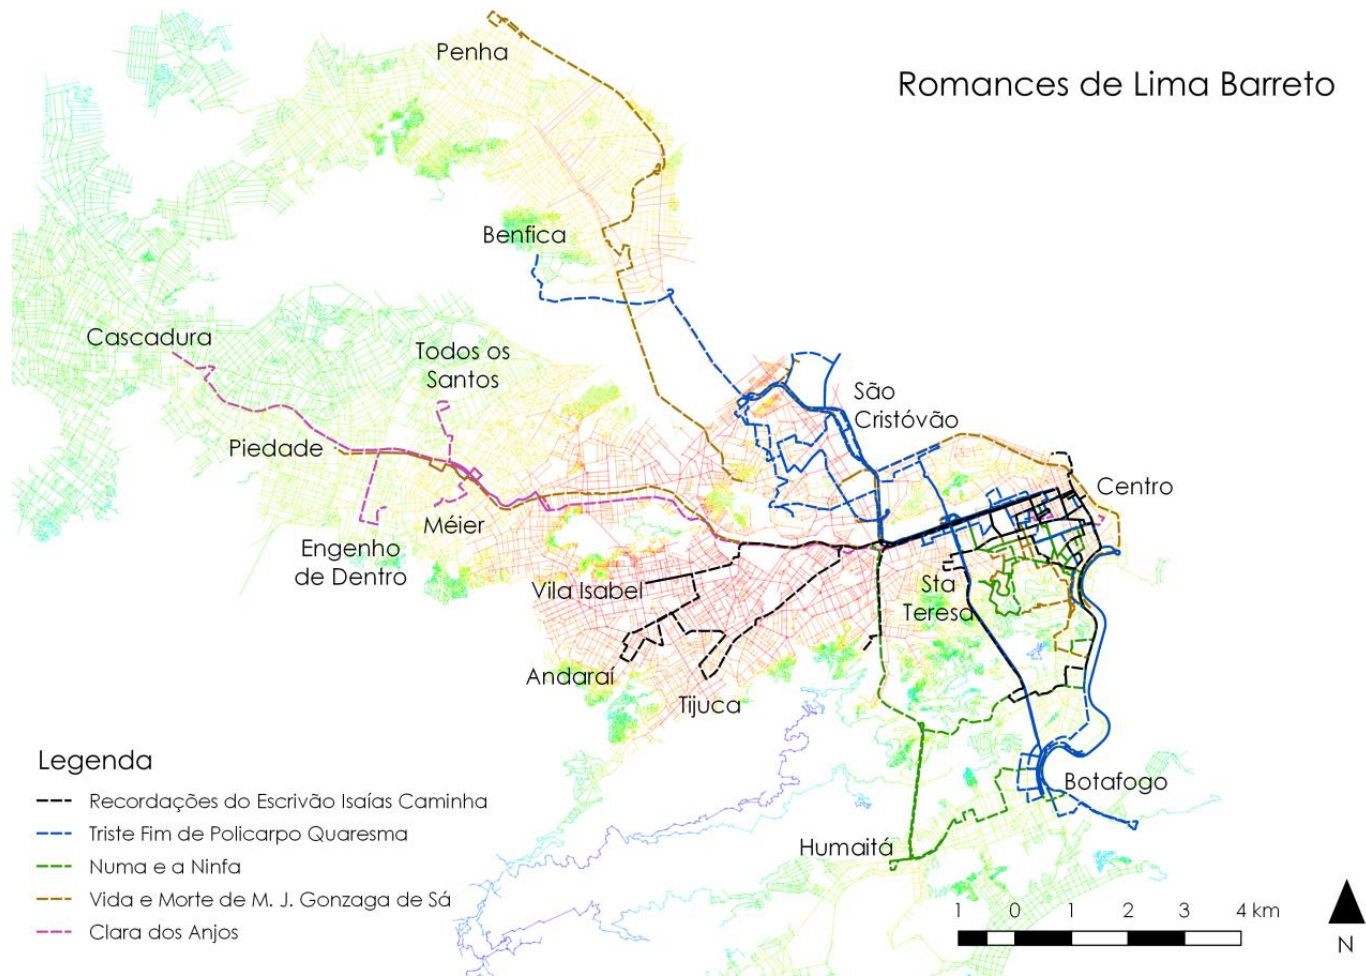 Romances de Lima Barreto
Penha
Benfica
Cascadura
Todos os
Santos
São
Cristóvão
Piedade
Centro
Méier
Engenho
de Dentro
Vila Isabel
Sta
Teresa
Andaraí
Tijuca
Botafogo
Humaitá
Legenda
Recordações do Escrivão Isaías Caminha
Triste Fim de Policarpo Quaresma
Numa e a Ninfa
Vida e Morte de M. J. Gonzaga de Sá
Clara dos Anjos
1 0 1 2 3 4 km
N